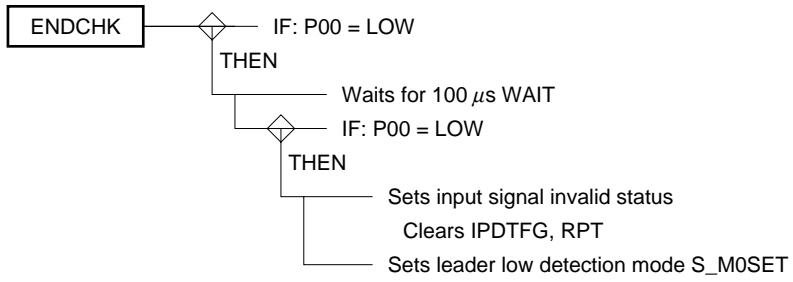 ENDCHK
IF: P00 = LOW
THEN
Waits for 100 μs WAIT
IF: P00 = LOW
THEN
Sets input signal invalid status
Clears IPDTFG, RPT
Sets leader low detection mode S_M0SET